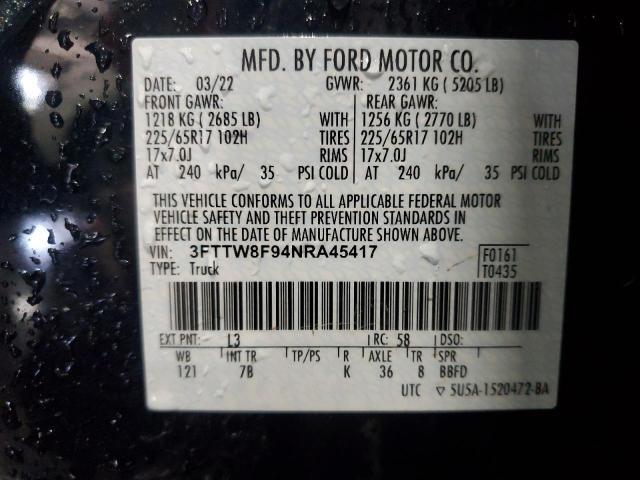 MFD. BY FORD MOTOR CO.
DATE: 03/22 GVWR: 2361 KG ( 5205 LB)
FRONT GAWR: REAR GAWR:
1218 KG ( 2685 LB) WITH 1256 KG ( 2770 LB) WITH
225/65R17 102H TIRES 225/65R17 102H TIRES
17x7.0J RIMS 17x7.0J RIMS
AT 240 kPa/ 35 PSI COLD AT 240 kPa/ 35 PSI COLD
THIS VEHICLE CONFORMS TO ALL APPLICABLE FEDERAL MOTOR
VEHICLE SAFETY AND THEFT PREVENTION STANDARDS IN
EFFECT ON THE DATE OF MANUFACTURE SHOWN ABOVE.
VIN: 3FTTW8F94NRA45417 F0161
TYPE: Truck T0435
EXT PNT: L3 RC: 58 DSO:
WB INT TR TP/PS R AXLE TR SPR
121 7B K 36 8 BBFD
UTC ▽ 5U5A-1520472-BA